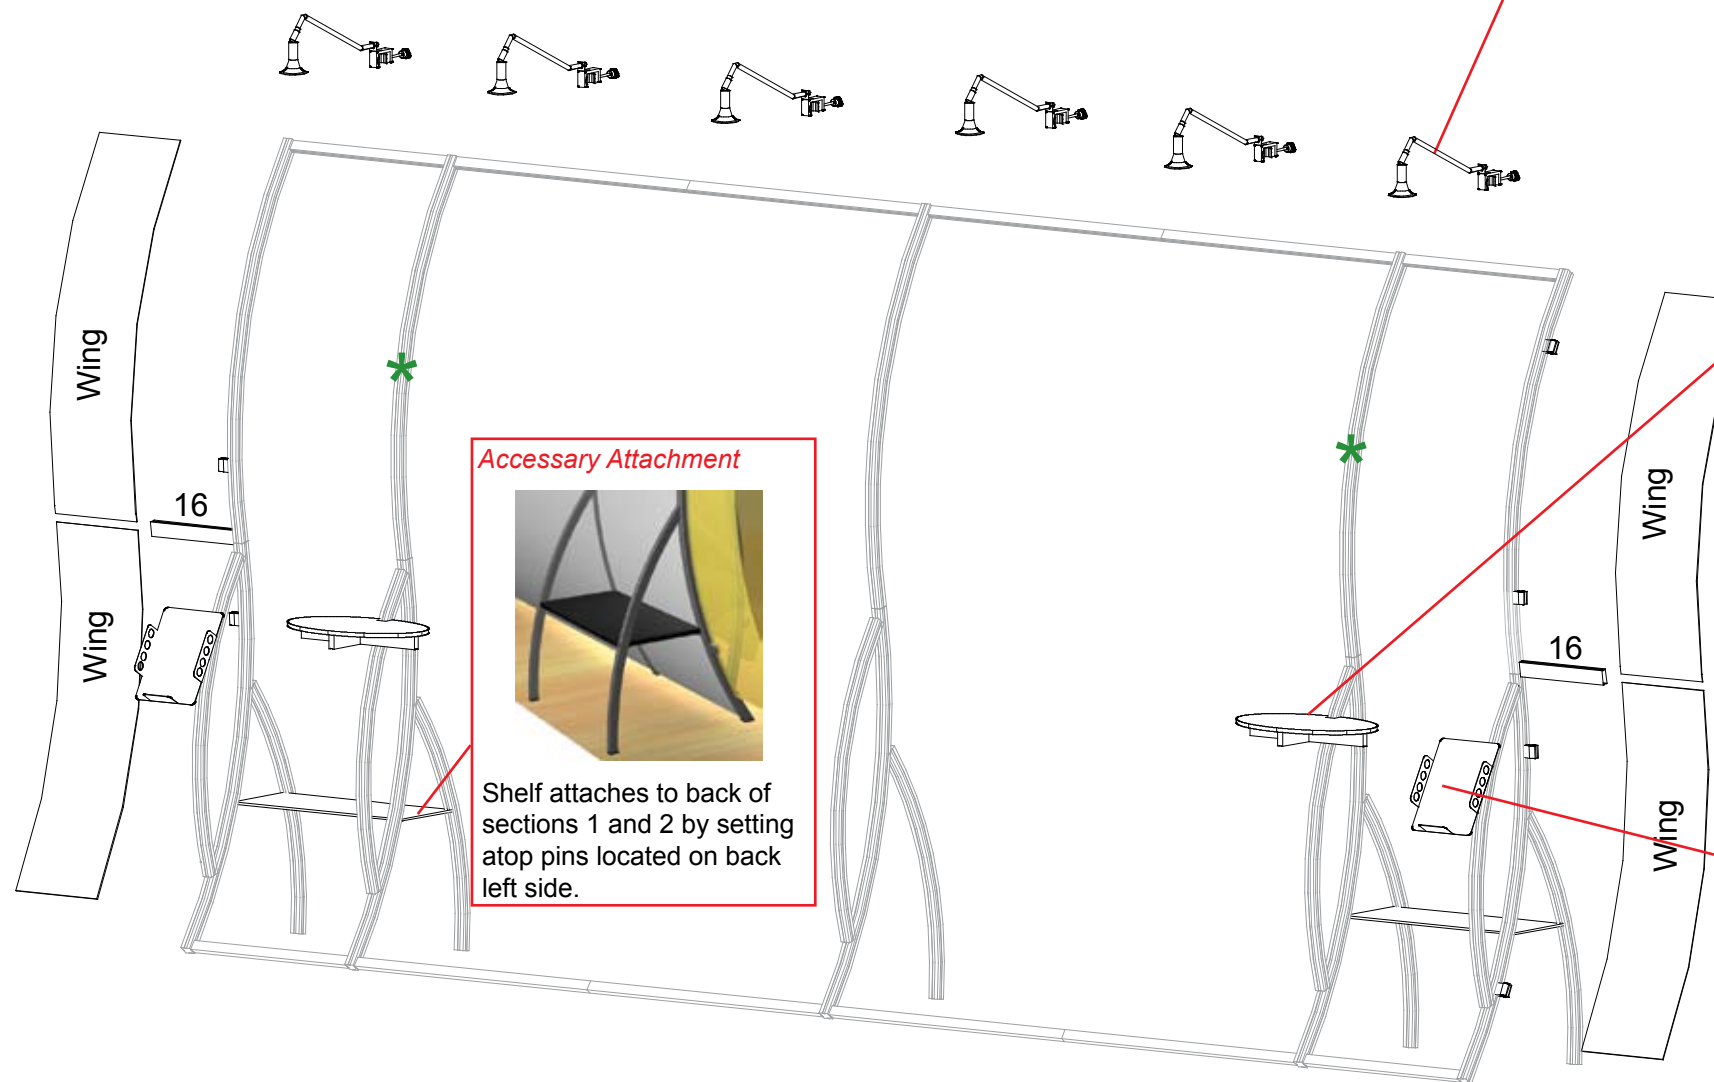 Wing
16
Wing
Accessary Attachment
Shelf attaches to back of
sections 1 and 2 by setting
atop pins located on back
left side.
Wing
16
Wing